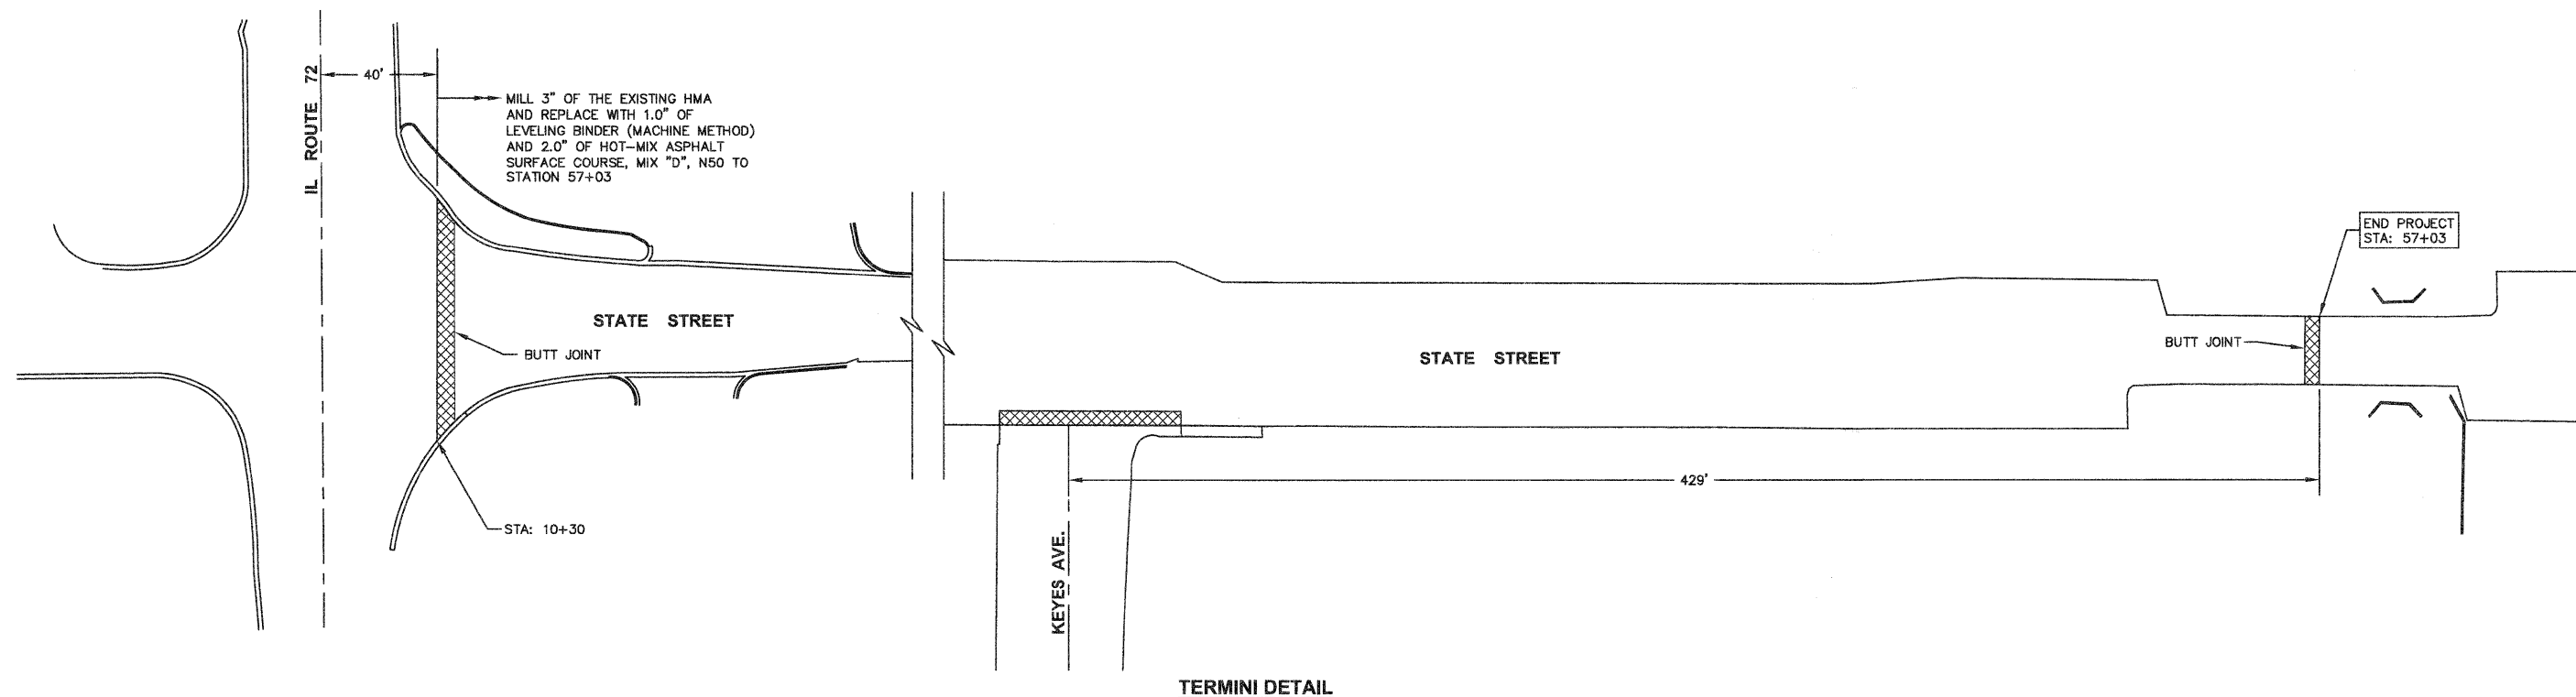 IL ROUTE 72
40'
MILL 3" OF THE EXISTING HMA
AND REPLACE WITH 1.0" OF
LEVELING BINDER (MACHINE METHOD)
AND 2.0" OF HOT-MIX ASPHALT
SURFACE COURSE, MIX "D", N50 TO
STATION 57+03
STATE STREET
BUTT JOINT
STA: 10+30
STATE STREET
KEYES AVE.
429'
BUTT JOINT
END PROJECT
STA: 57+03
TERMINI DETAIL